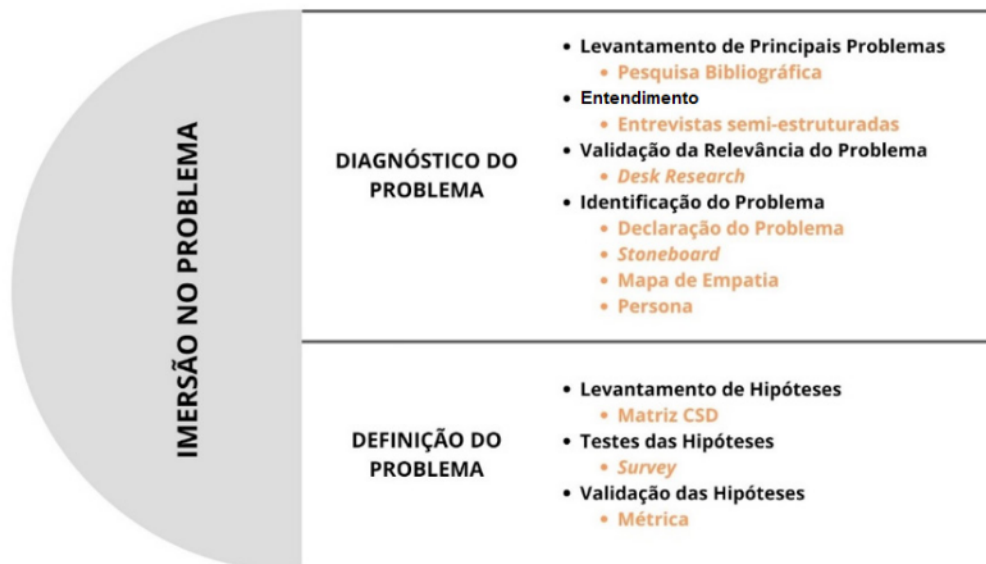 IMERSÃO NO PROBLEMA
DIAGNÓSTICO DO
PROBLEMA
• Levantamento de Principais Problemas
• Pesquisa Bibliográfica
• Entendimento
• Entrevistas semi-estruturadas
• Validação da Relevância do Problema
• Desk Research
• Identificação do Problema
• Declaração do Problema
• Stoneboard
• Mapa de Empatia
• Persona
DEFINIÇÃO DO
PROBLEMA
• Levantamento de Hipóteses
• Matriz CSD
• Testes das Hipóteses
• Survey
• Validação das Hipóteses
• Métrica